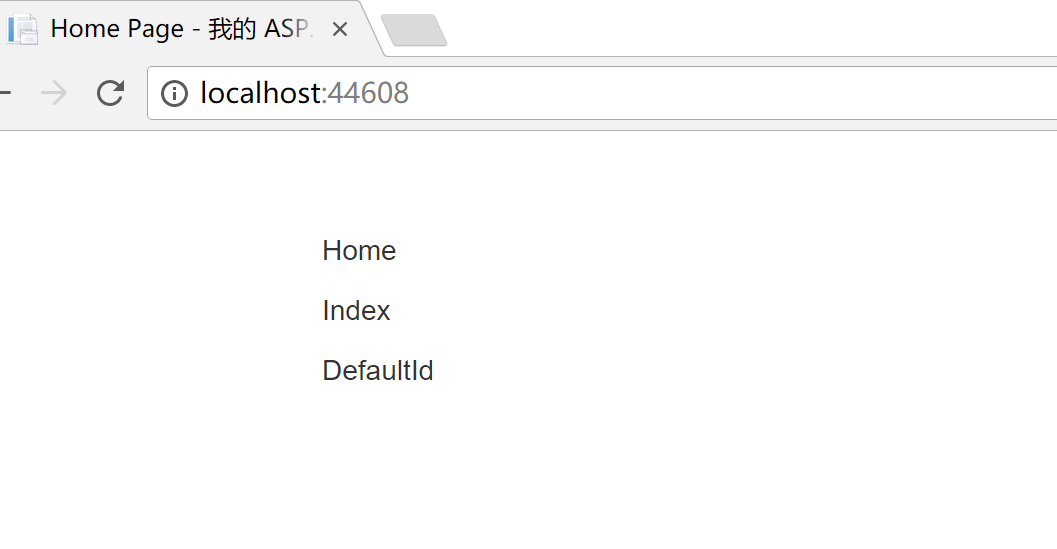 Home Page - 我的 ASP.
localhost:44608
Home
Index
DefaultId